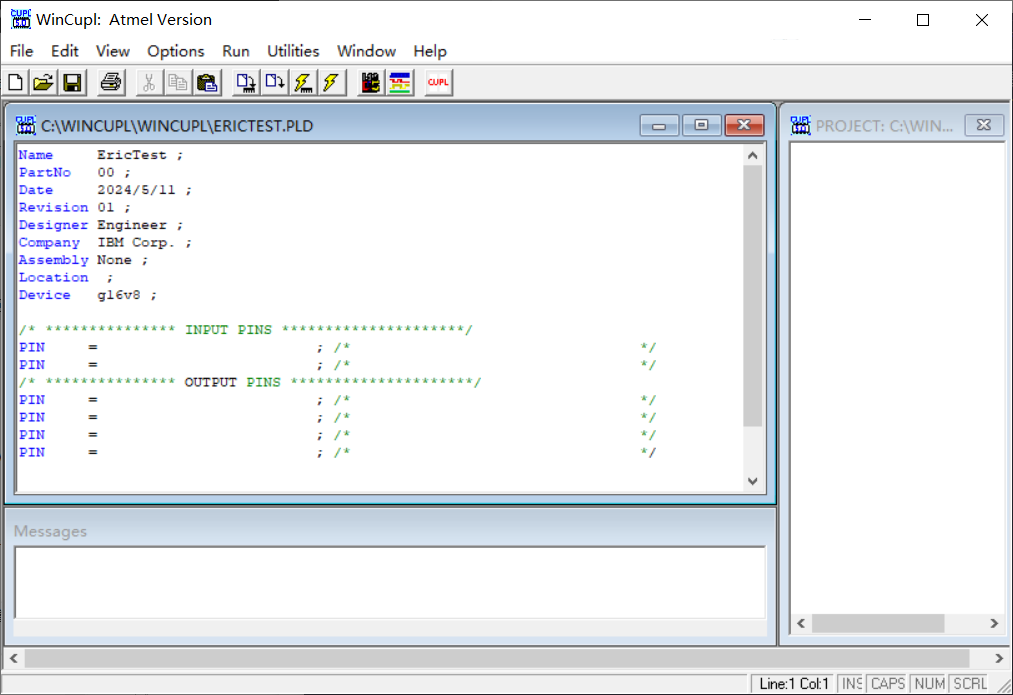 WinCupl: Atmel Version
File Edit View Options Run Utilities Window Help
CUPL
C:\WINCUPL\WINCUPL\ERICTEST.PLD
Name EricTest ;
PartNo 00 ;
Date 2024/5/11 ;
Revision 01 ;
Designer Engineer ;
Company IBM Corp. ;
Assembly None ;
Location ;
Device g16v8 ;
/* *************** INPUT PINS *********************/
PIN = ; /* */
PIN = ; /* */
/* *************** OUTPUT PINS *********************/
PIN = ; /* */
PIN = ; /* */
PIN = ; /* */
PIN = ; /* */
PROJECT: C:\WIN...
Messages
Line:1 Col:1 INS CAPS NUM SCRL